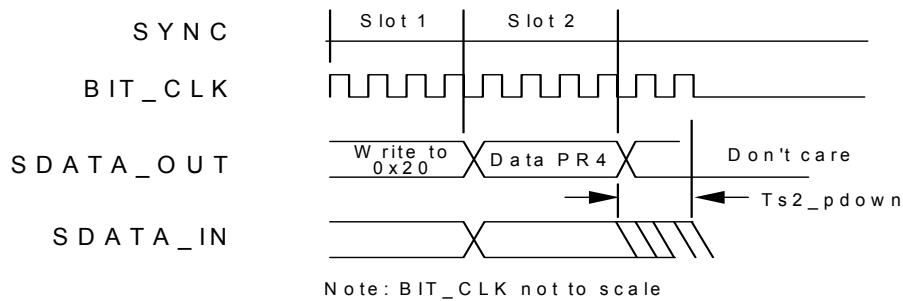 Slot 1 Slot 2
SYNC
BIT_CLK
SDATA_OUT Write to Data PR4 Don't care
0x20
Ts2_pdown
SDATA_IN
Note: BIT_CLK not to scale